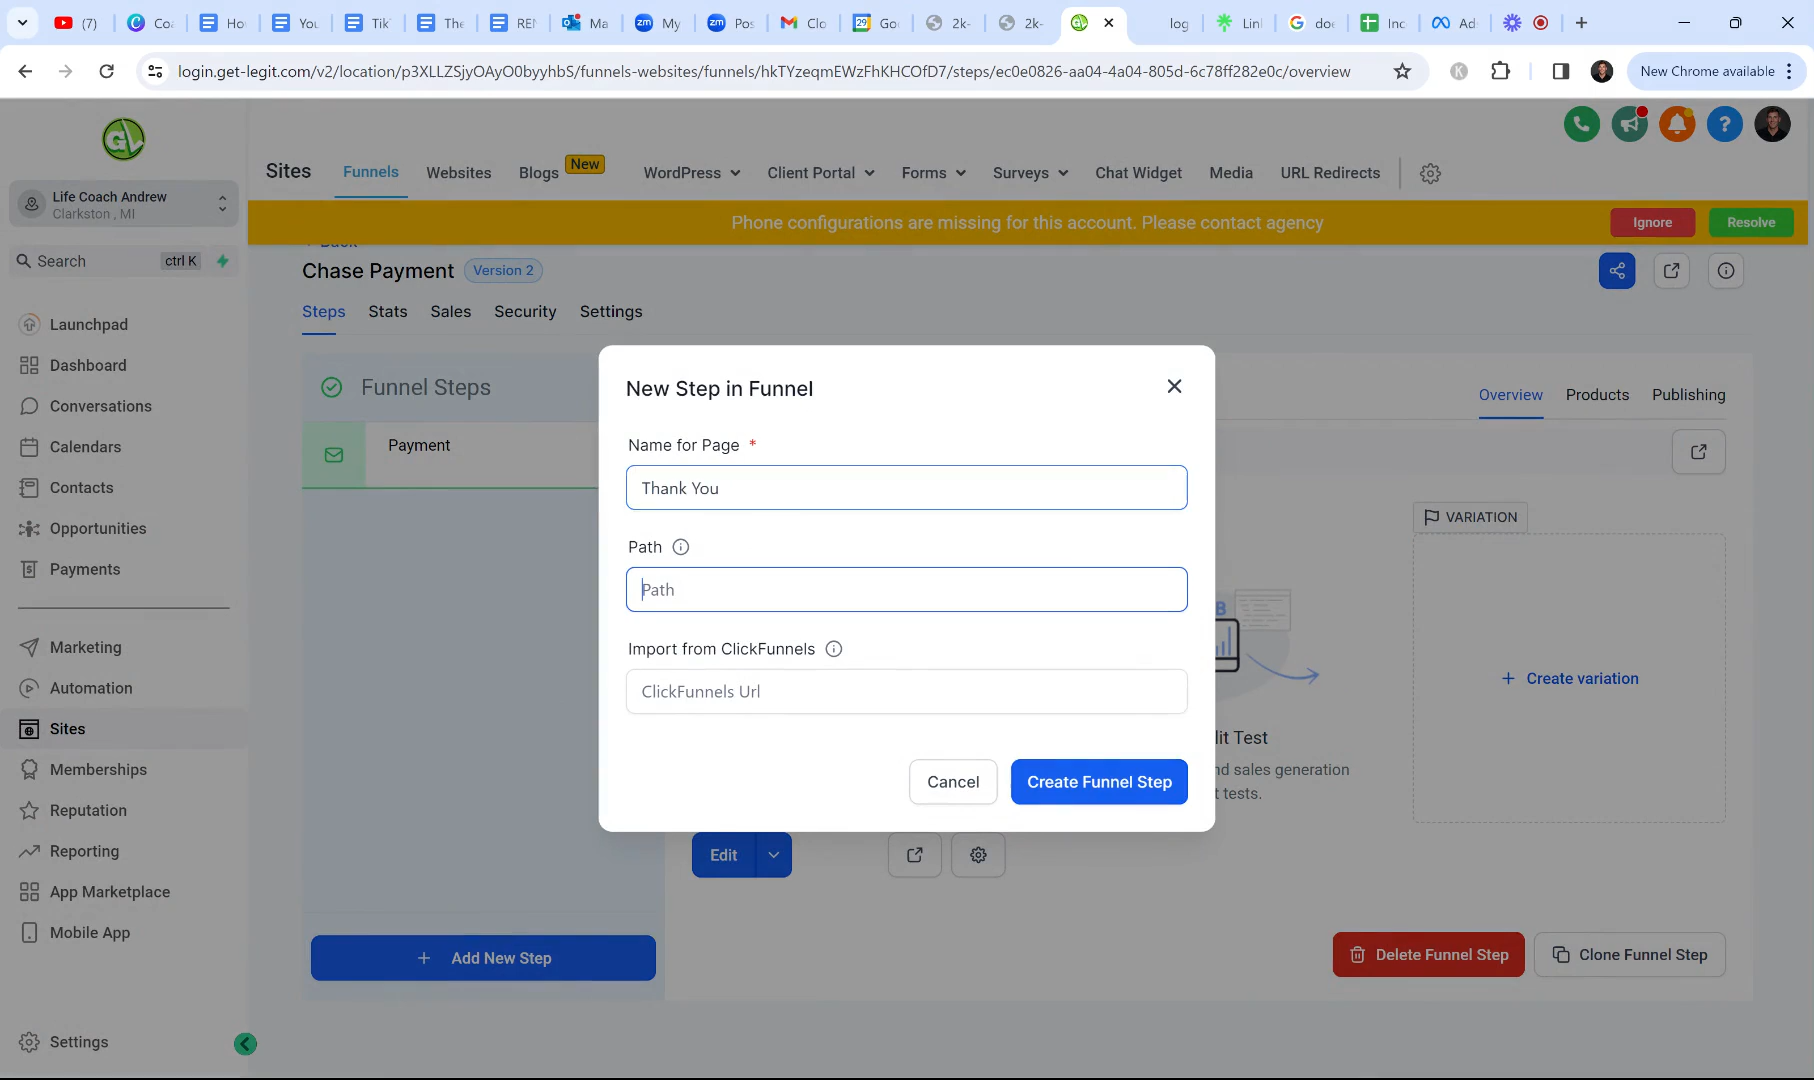 (7)
Co
Ho
You
Tik
The
REN
Ma
My
Pos
Clo
29
Go
2k-
2k-
log
Lin
doe
Inc
Ads
login.get-legit.com/v2/location/p3XLLZSjyOAyO0byyhbS/funnels-websites/funnels/hkTYzeqmEWzFhKHCOfD7/steps/ec0e0826-aa04-4a04-805d-6c78ff282e0c/overview
New Chrome available
GL
Life Coach Andrew
Clarkston , MI
Search ctrl K
Launchpad
Dashboard
Conversations
Calendars
Contacts
Opportunities
Payments
Marketing
Automation
Sites
Memberships
Reputation
Reporting
App Marketplace
Mobile App
Settings
Sites Funnels Websites Blogs New WordPress Client Portal Forms Surveys Chat Widget Media URL Redirects
Phone configurations are missing for this account. Please contact agency Ignore Resolve
Back
Chase Payment Version 2
Steps Stats Sales Security Settings
Funnel Steps
Payment
+ Add New Step
Overview Products Publishing
VARIATION
+ Create variation
B
lit Test
nd sales generation
t tests.
Edit
Delete Funnel Step Clone Funnel Step
New Step in Funnel
Name for Page *
Thank You
Path
Path
Import from ClickFunnels
ClickFunnels Url
Cancel Create Funnel Step